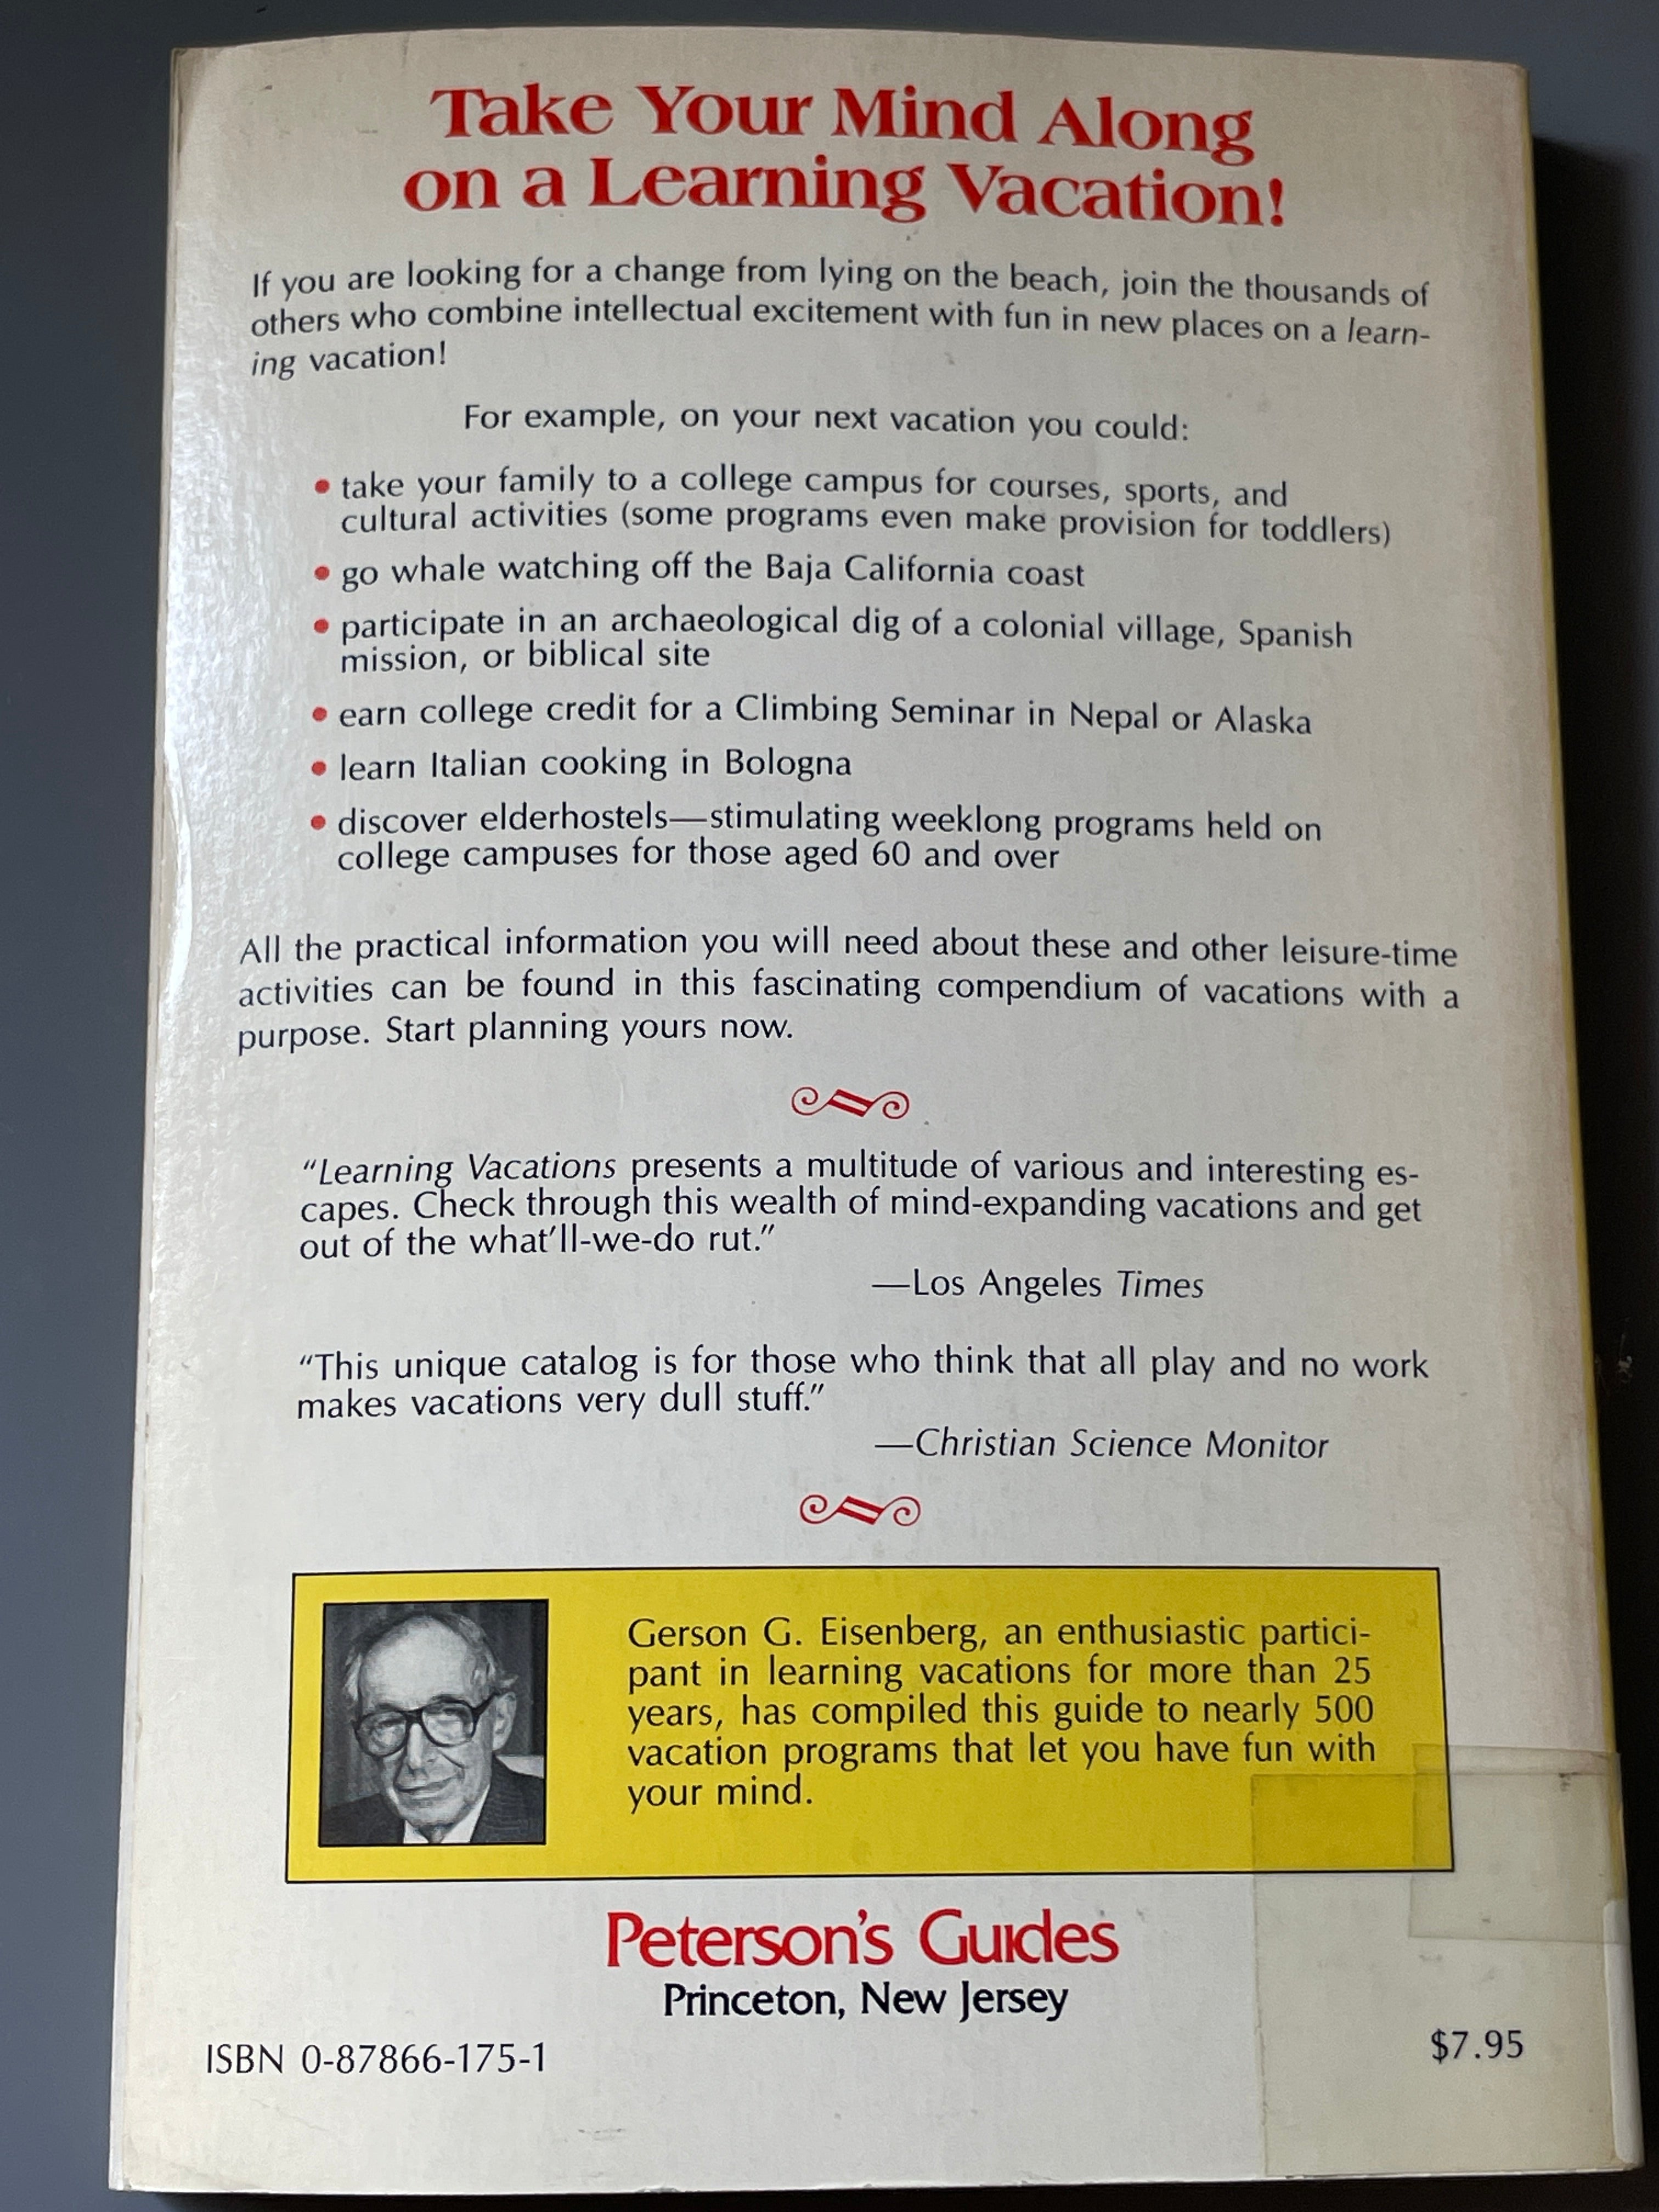 Take Your Mind Along
on a Learning Vacation!
If you are looking for a change from lying on the beach, join the thousands of
others who combine intellectual excitement with fun in new places on a learn-
ing vacation!
For example, on your next vacation you could:
• take your family to a college campus for courses, sports, and
cultural activities (some programs even make provision for toddlers)
• go whale watching off the Baja California coast
• participate in an archaeological dig of a colonial village, Spanish
mission, or biblical site
• earn college credit for a Climbing Seminar in Nepal or Alaska
• learn Italian cooking in Bologna
• discover elderhostels—stimulating weeklong programs held on
college campuses for those aged 60 and over
All the practical information you will need about these and other leisure-time
activities can be found in this fascinating compendium of vacations with a
purpose. Start planning yours now.
“Learning Vacations presents a multitude of various and interesting es-
capes. Check through this wealth of mind-expanding vacations and get
out of the what’ll-we-do rut.”
—Los Angeles Times
“This unique catalog is for those who think that all play and no work
makes vacations very dull stuff.”
—Christian Science Monitor
Gerson G. Eisenberg, an enthusiastic partici-
pant in learning vacations for more than 25
years, has compiled this guide to nearly 500
vacation programs that let you have fun with
your mind.
Peterson’s Guides
Princeton, New Jersey
ISBN 0-87866-175-1
$7.95